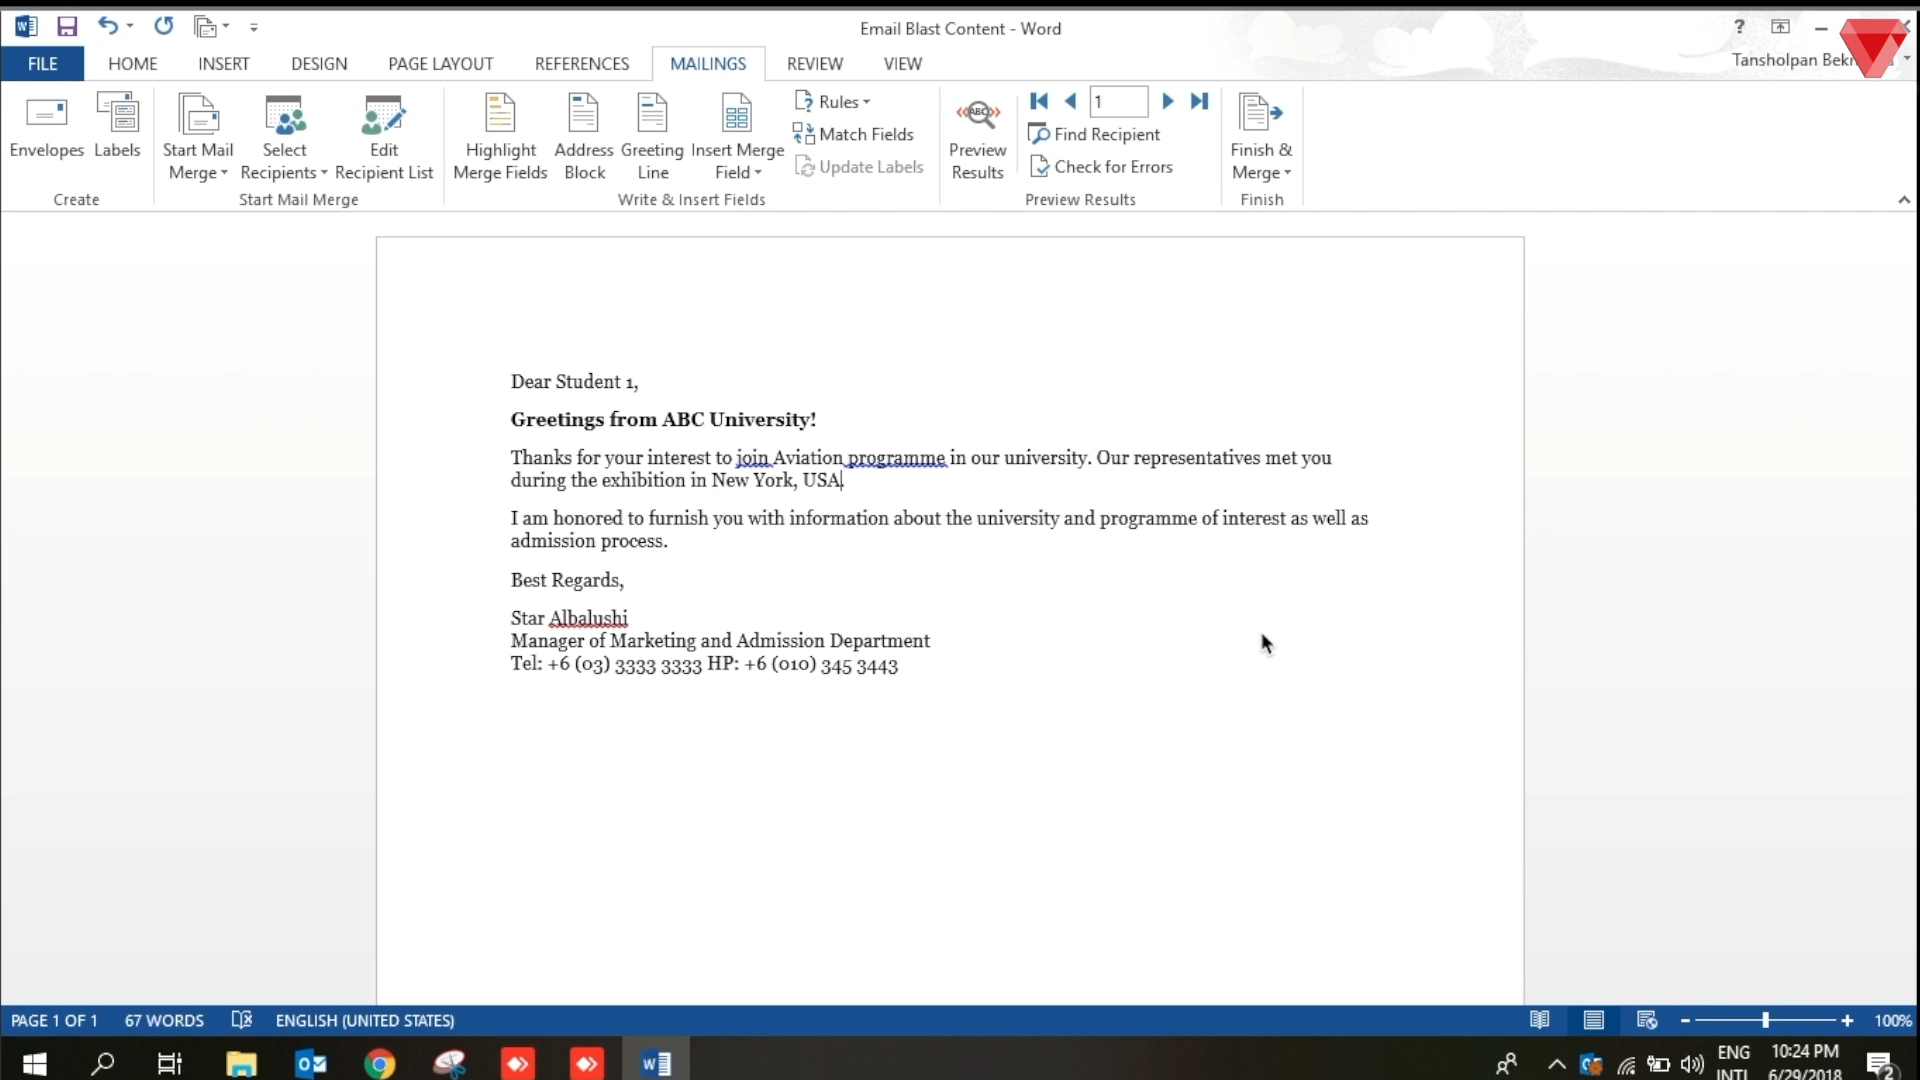 Email Blast Content - Word
Tansholpan
FILE HOME INSERT DESIGN PAGE LAYOUT REFERENCES MAILINGS REVIEW VIEW
Envelopes
Labels
Create
Start Mail
Merge
Select
Recipients
Edit
Recipient List
Start Mail Merge
Highlight
Merge Fields
Address
Block
Greeting
Line
Insert Merge
Field
Rules
Match Fields
Update Labels
Write & Insert Fields
ABC
Preview
Results
1
Find Recipient
Check for Errors
Preview Results
Finish &
Merge
Finish
Dear Student 1,
Greetings from ABC University!
Thanks for your interest to join Aviation programme in our university. Our representatives met you
during the exhibition in New York, USA.
I am honored to furnish you with information about the university and programme of interest as well as
admission process.
Best Regards,
Star Albalushi
Manager of Marketing and Admission Department
Tel: +6 (03) 3333 3333 HP: +6 (010) 345 3443
PAGE 1 OF 1 67 WORDS ENGLISH (UNITED STATES) 100%
ENG 10:24 PM
INTL 6/29/2018
2